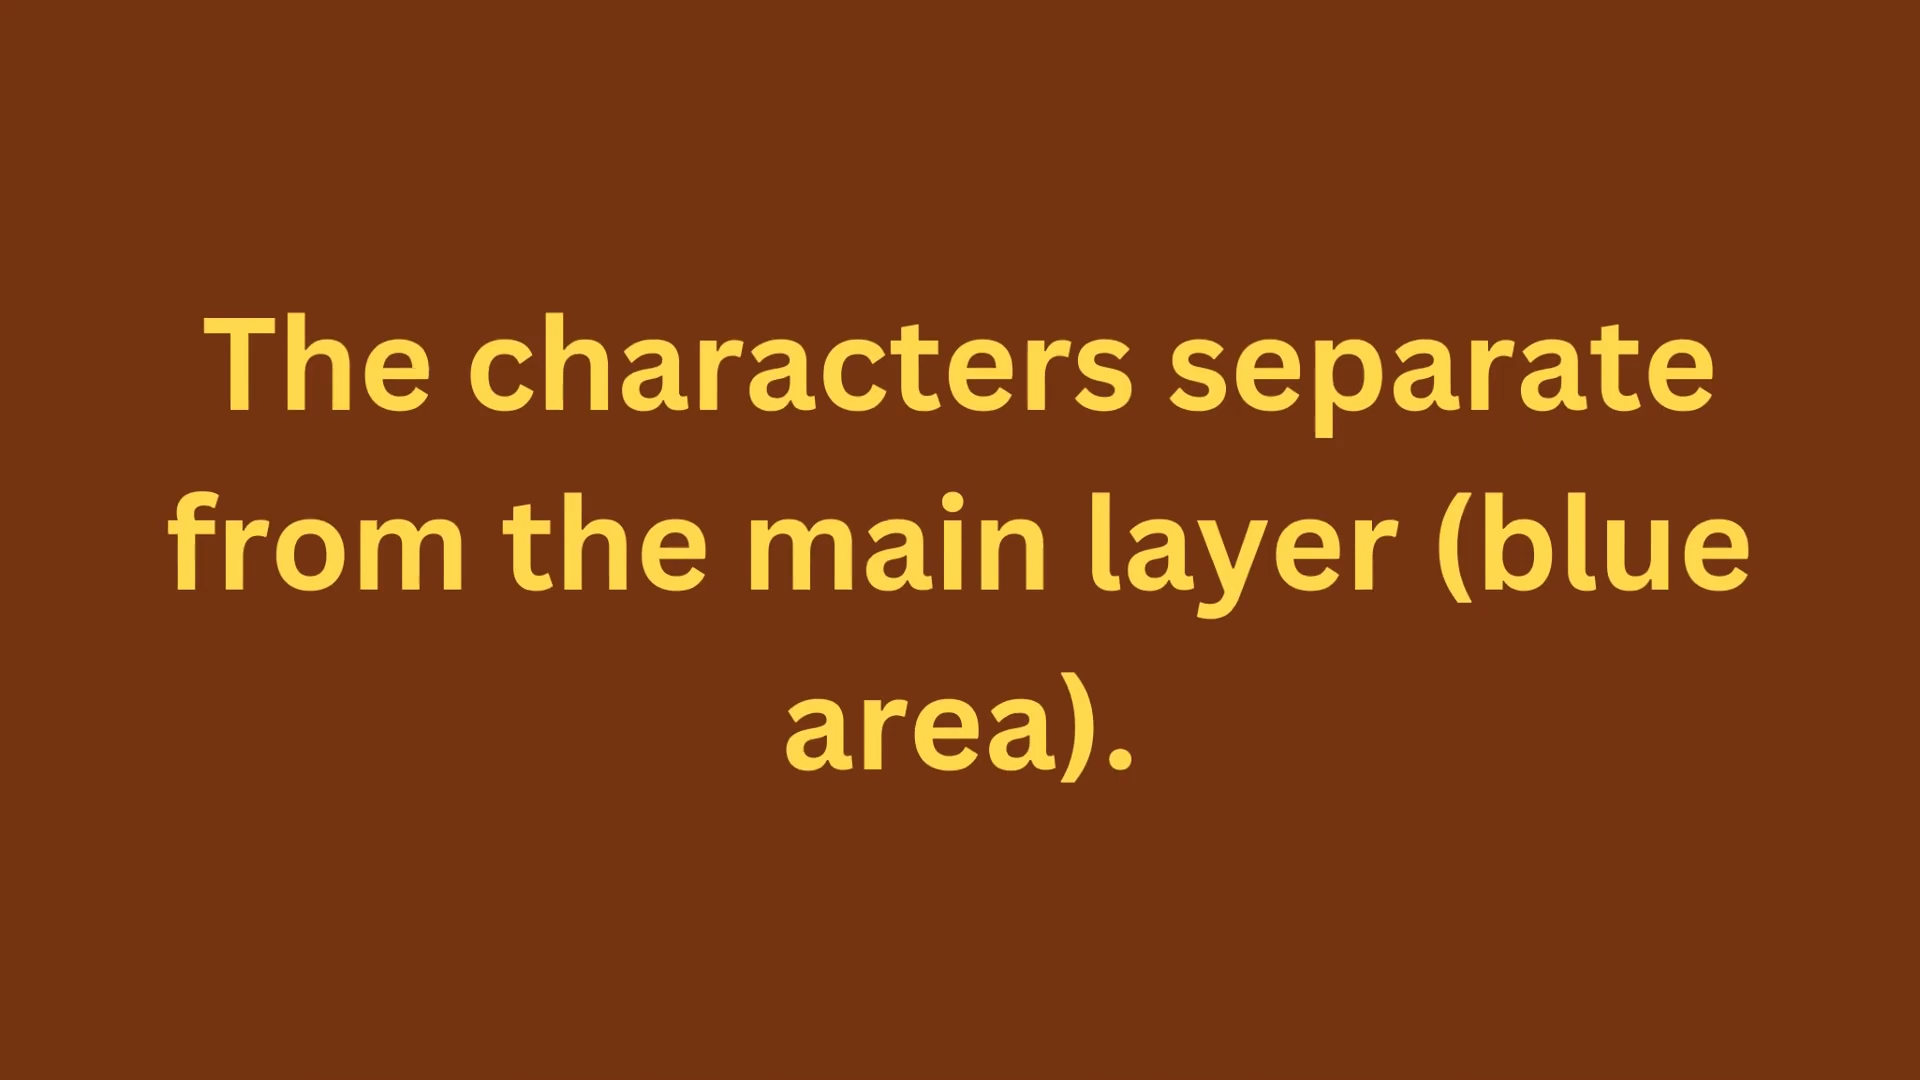 The characters separate
from the main layer (blue
area).